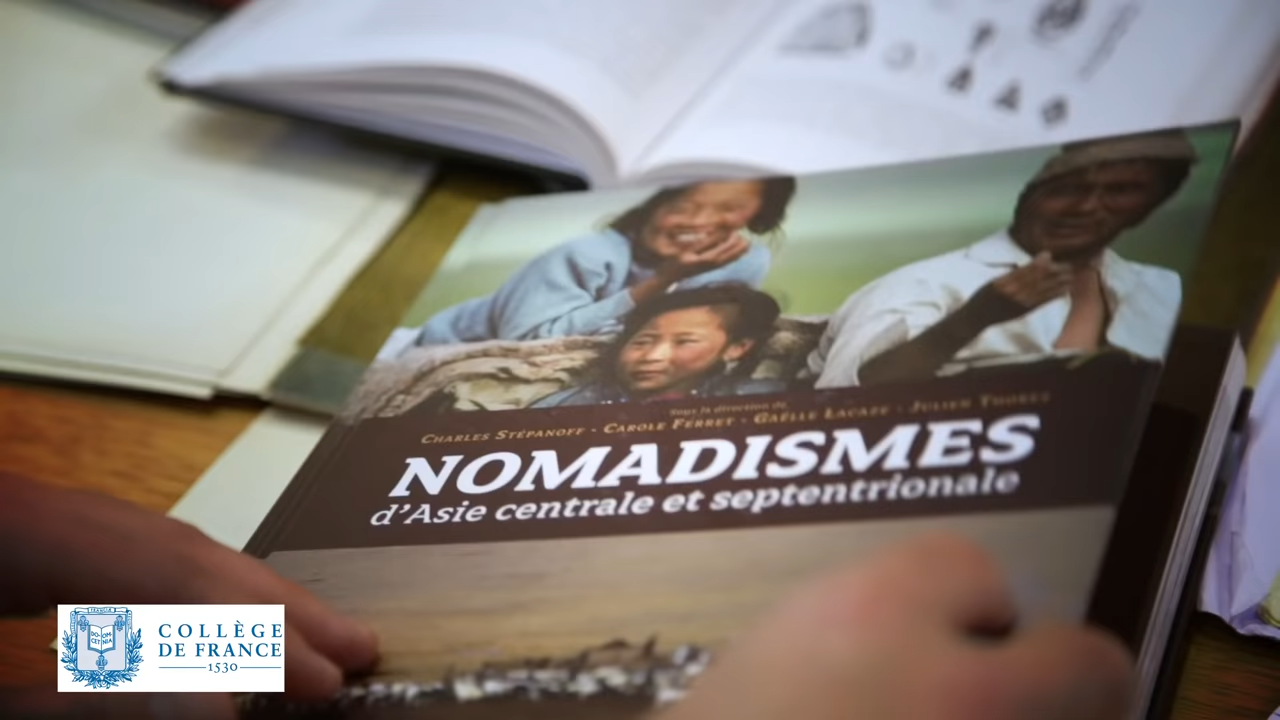 Sous la direction de
CHARLES STÉPANOFF - CAROLE FERRET - GAËLLE LACAZE - JULIEN THOREZ
NOMADISMES
d'Asie centrale et septentrionale
COLLÈGE
DE FRANCE
1530